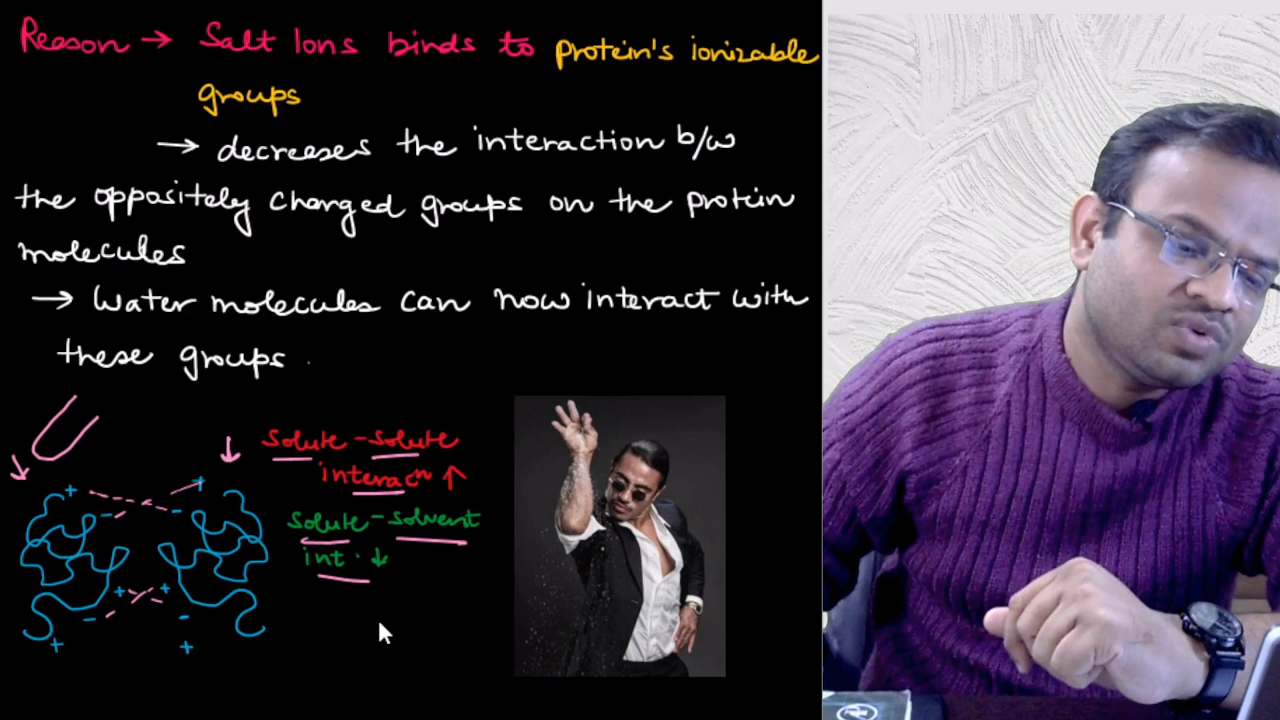 Reason → Salt Ions binds to protein's ionizable
groups
→ decreases the interaction b/w
the oppositely charged groups on the protein
molecules
→ Water molecules can now interact with
these groups.
Solute - Solute
interacn ↑
Solute - Solvent
int. ↓
+ +
- -
+ +
- -
+ +